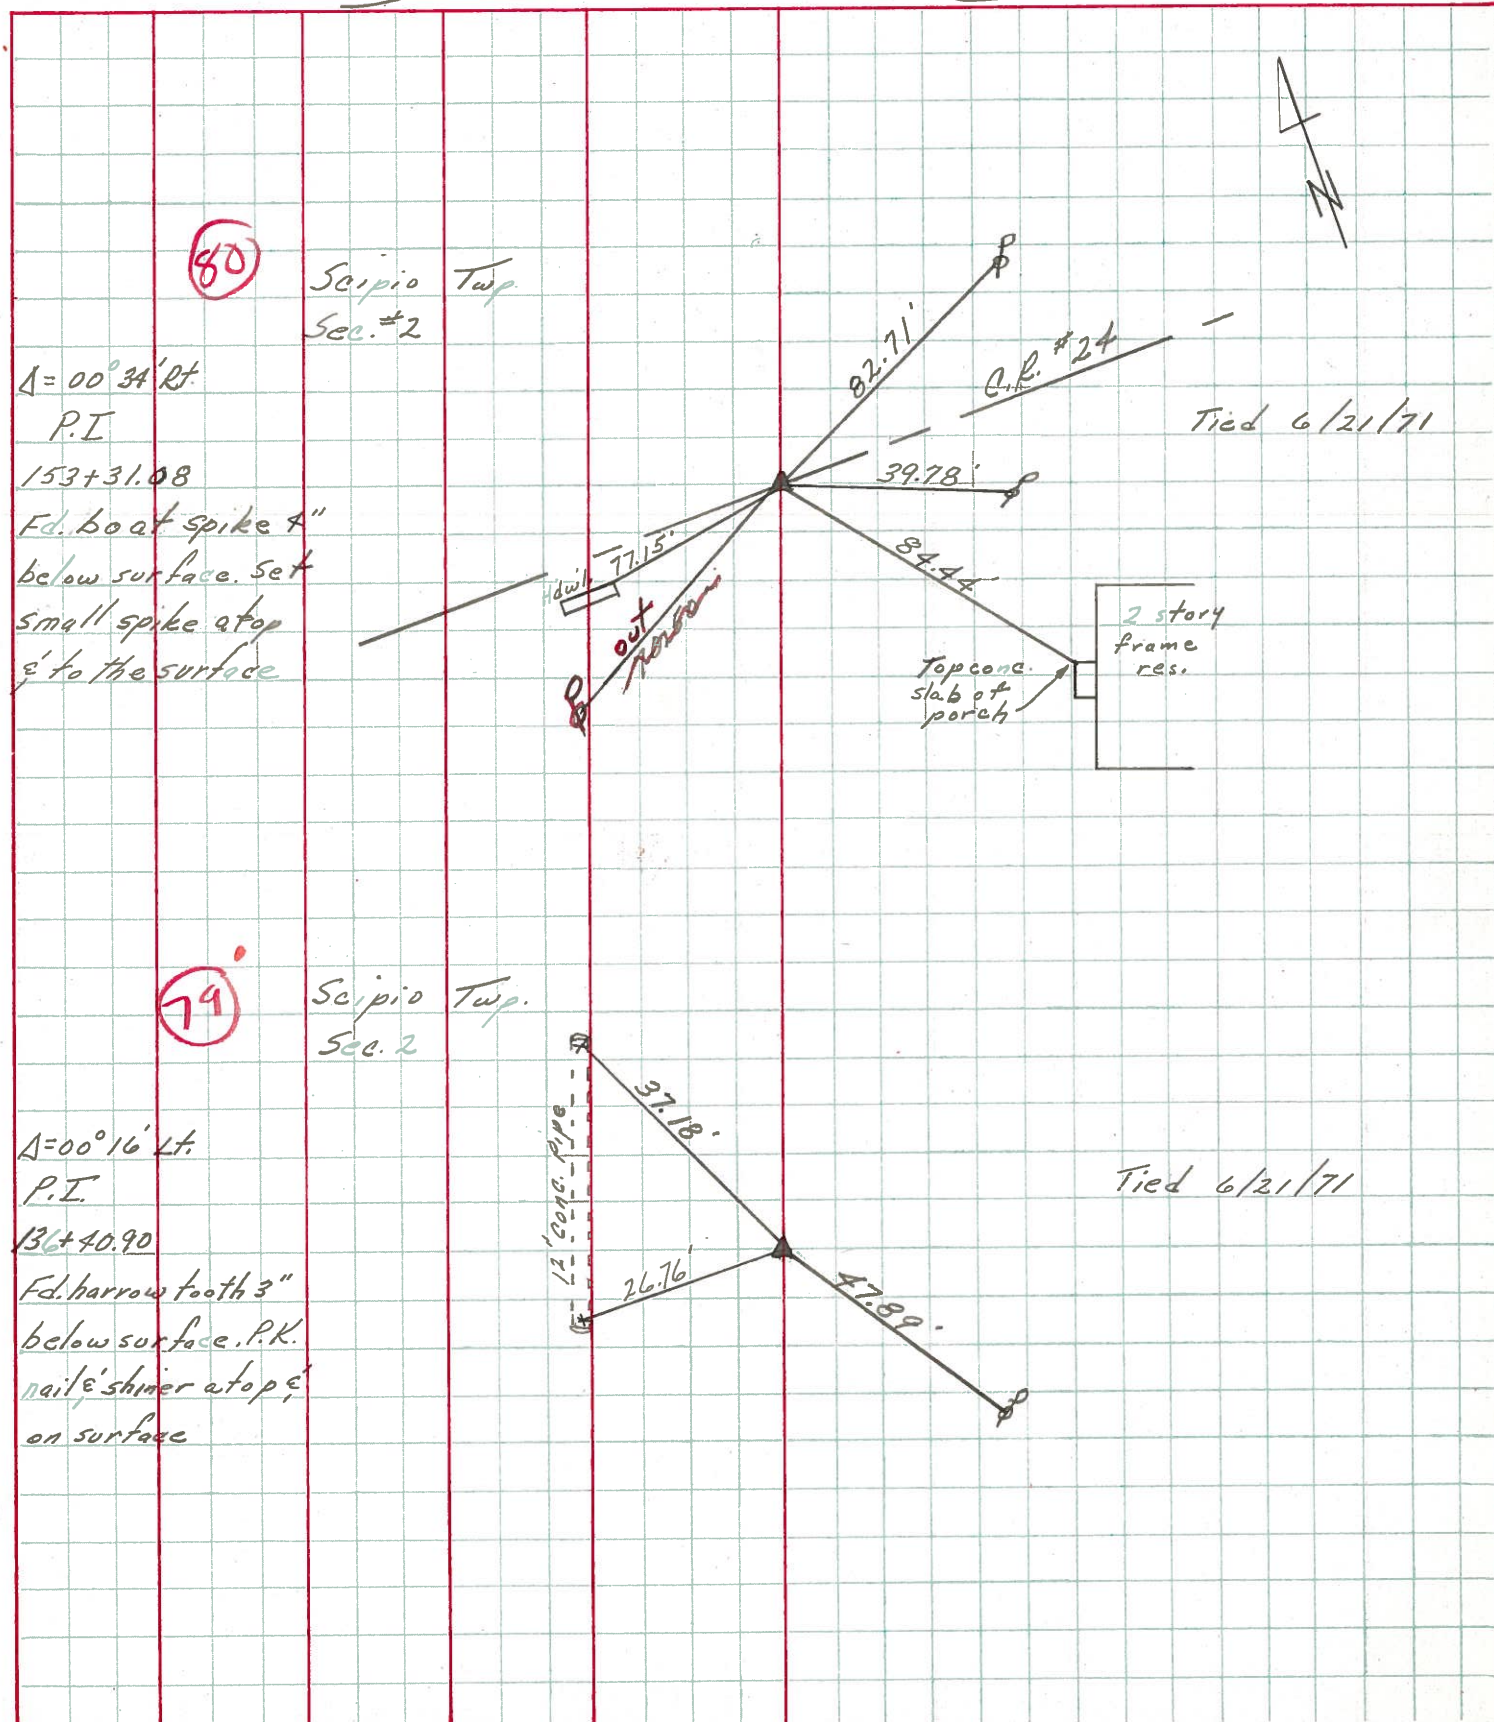 80
Scipio Twp.
Sec. #2
Δ = 00° 34' Rt.
P.I
153+31.08
Fd. boat spike 4"
below surface. Set
small spike atop
&' to the surface
N
82.71'
C.R. #24
Tied 6/21/71
39.78'
77.15'
Hdwl.
84.44'
out
2 story
frame
res.
Top conc.
slab of
porch
79
Scipio Twp.
Sec. 2
Δ=00° 16' Lt.
P.I.
136+40.90
Fd. harrow tooth 3"
below surface. P.K.
nail &' shiner atop &'
on surface
12" Conc. Pipe
37.18'
26.76'
47.89'
Tied 6/21/71